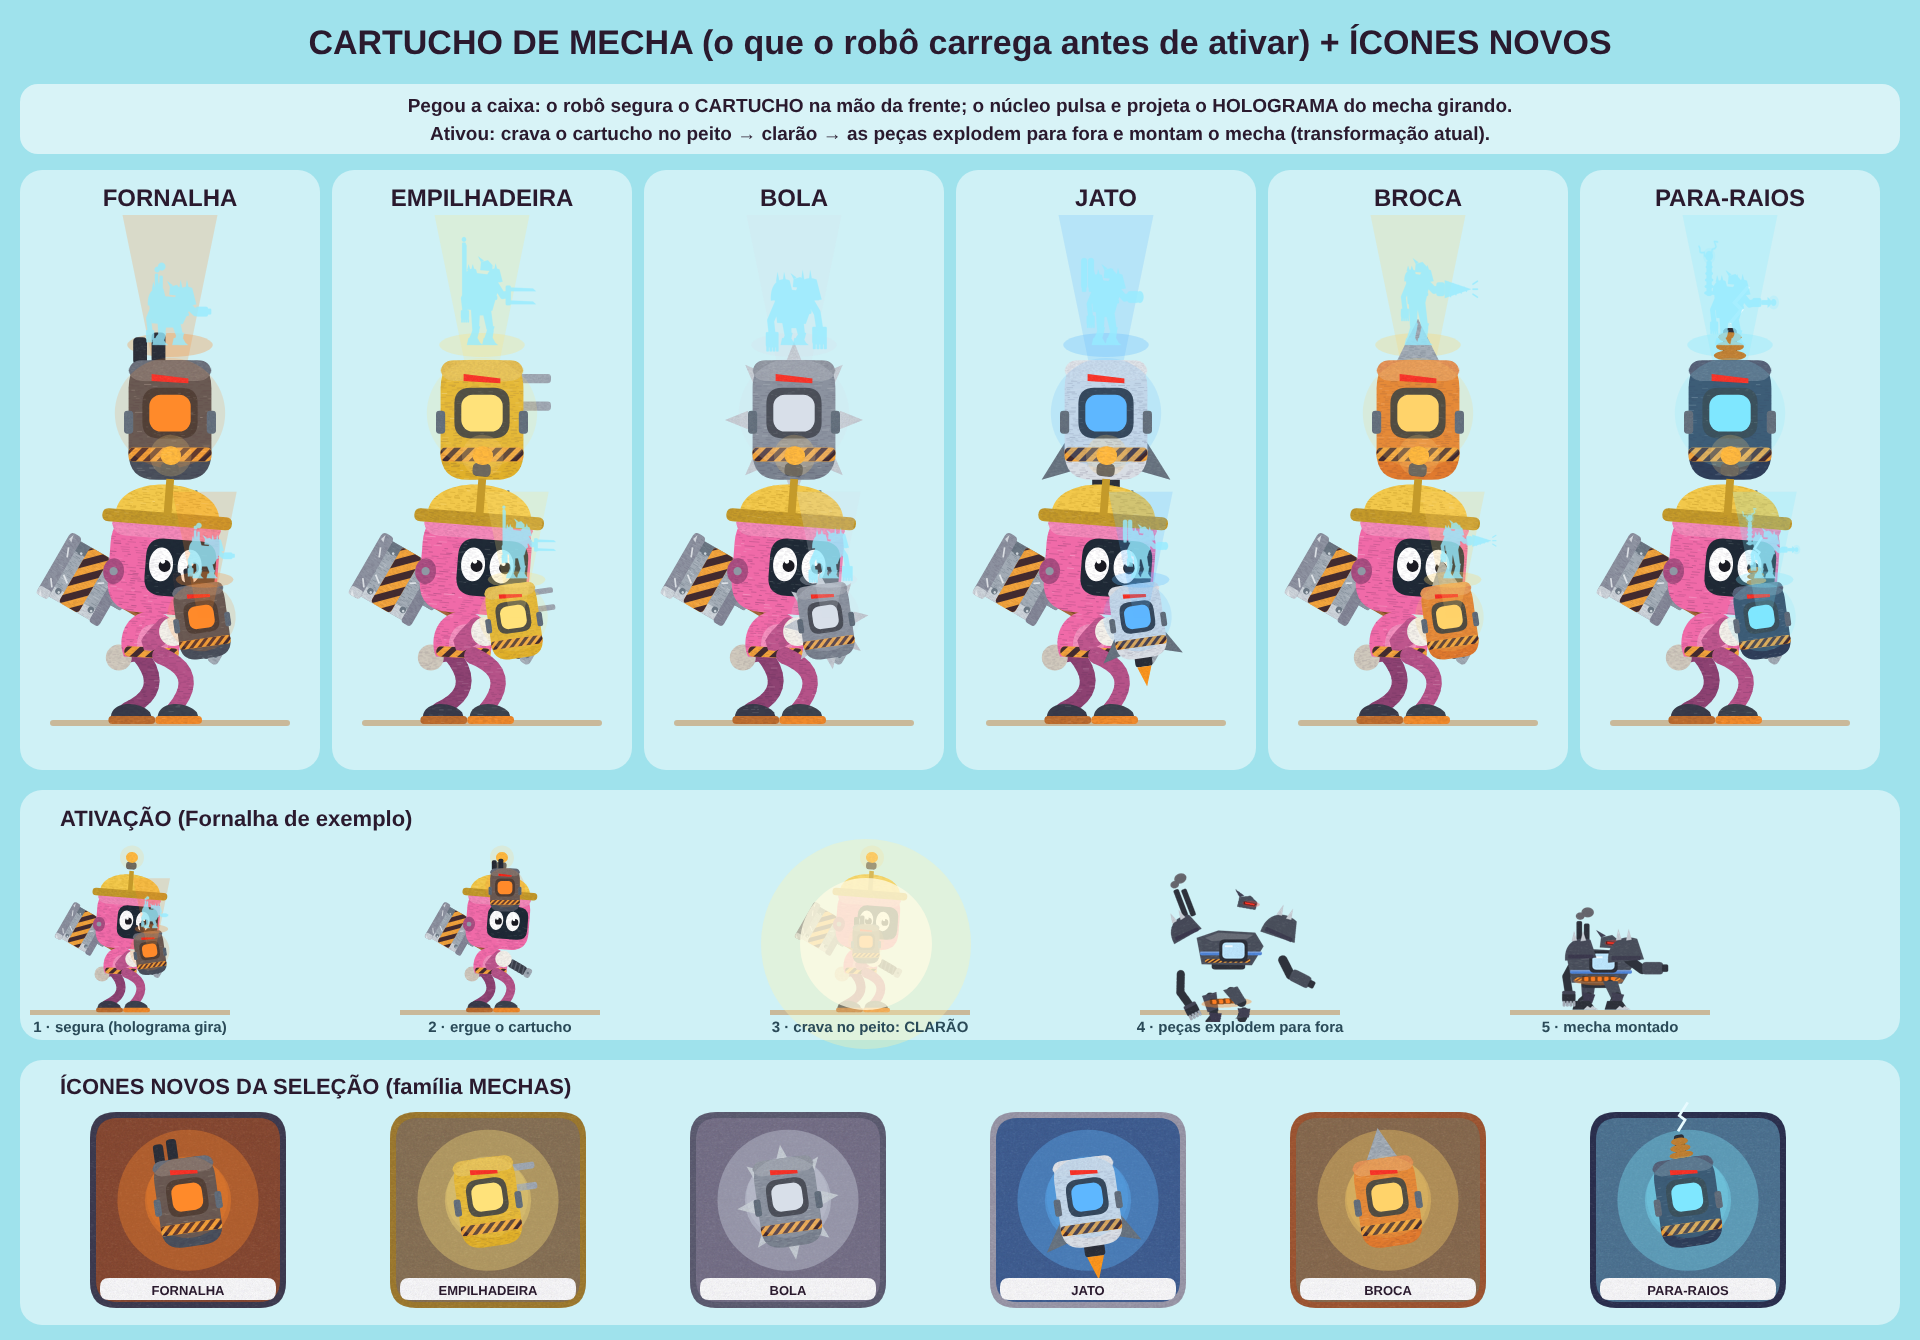 CARTUCHO DE MECHA (o que o robô carrega antes de ativar) + ÍCONES NOVOS
Pegou a caixa: o robô segura o CARTUCHO na mão da frente; o núcleo pulsa e projeta o HOLOGRAMA do mecha girando.
Ativou: crava o cartucho no peito → clarão → as peças explodem para fora e montam o mecha (transformação atual).
FORNALHA
EMPILHADEIRA
BOLA
JATO
BROCA
PARA-RAIOS
ATIVAÇÃO (Fornalha de exemplo)
1 · segura (holograma gira)
2 · ergue o cartucho
3 · crava no peito: CLARÃO
4 · peças explodem para fora
5 · mecha montado
ÍCONES NOVOS DA SELEÇÃO (família MECHAS)
FORNALHA
EMPILHADEIRA
BOLA
JATO
BROCA
PARA-RAIOS